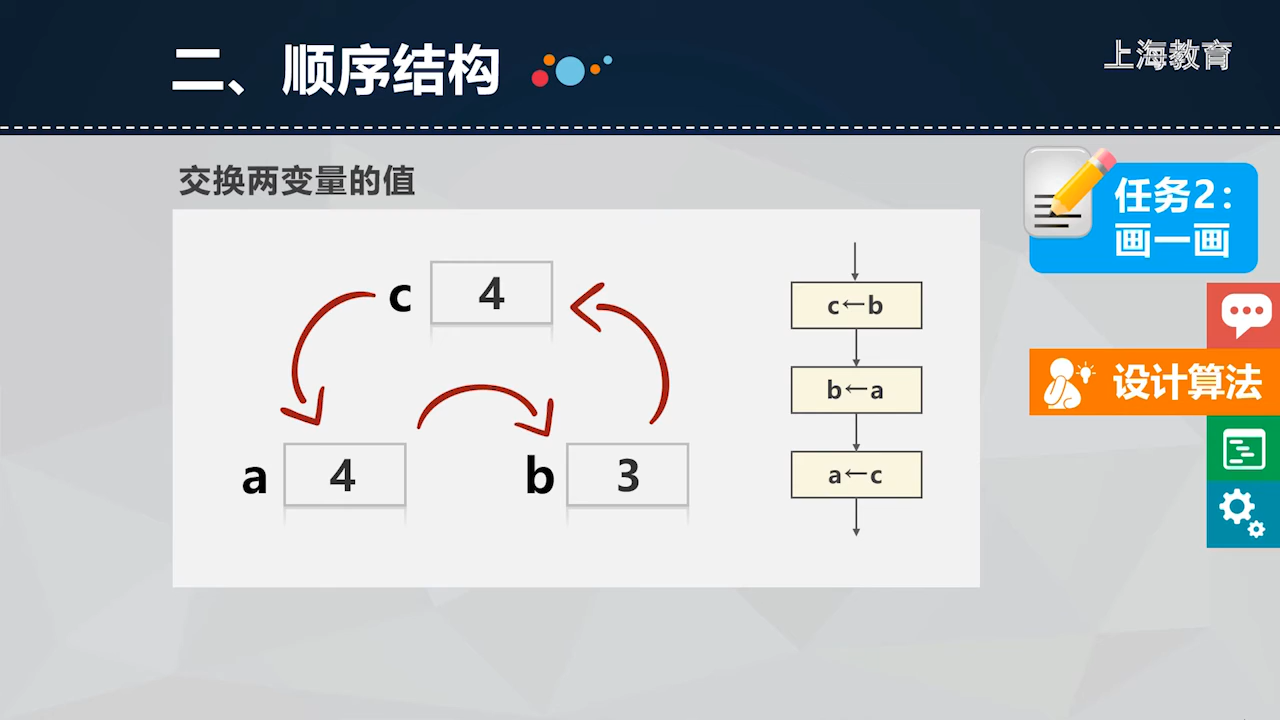 二、顺序结构
上海教育
交换两变量的值
任务2：
画一画
c 4
a 4
b 3
c←b
b←a
a←c
设计算法